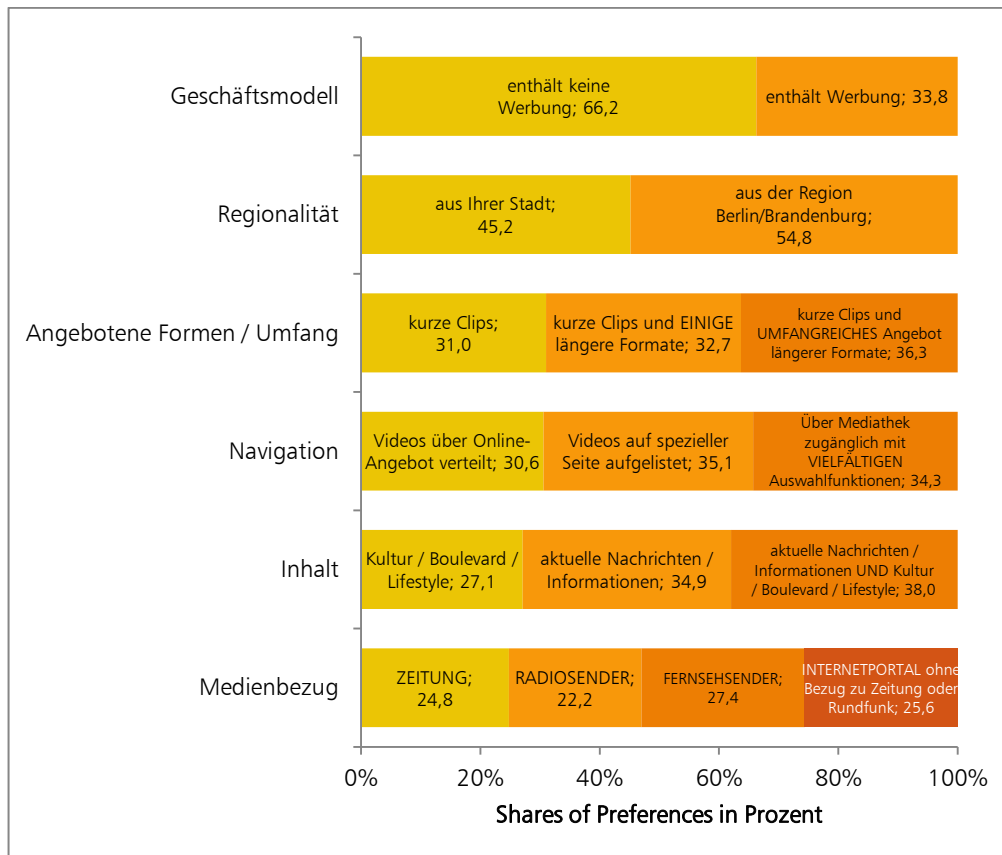 Geschäftsmodell
enthält keine
Werbung; 66,2
enthält Werbung; 33,8
Regionalität
aus Ihrer Stadt;
45,2
aus der Region
Berlin/Brandenburg;
54,8
Angebotene Formen / Umfang
kurze Clips;
31,0
kurze Clips und EINIGE
längere Formate; 32,7
kurze Clips und
UMFANGREICHES Angebot
längerer Formate; 36,3
Navigation
Videos über Online-
Angebot verteilt; 30,6
Videos auf spezieller
Seite aufgelistet; 35,1
Über Mediathek
zugänglich mit
VIELFÄLTIGEN
Auswahlfunktionen; 34,3
Inhalt
Kultur / Boulevard /
Lifestyle; 27,1
aktuelle Nachrichten /
Informationen; 34,9
aktuelle Nachrichten /
Informationen UND Kultur
/ Boulevard / Lifestyle; 38,0
Medienbezug
ZEITUNG;
24,8
RADIOSENDER;
22,2
FERNSEHSENDER;
27,4
INTERNETPORTAL ohne
Bezug zu Zeitung oder
Rundfunk; 25,6
0% 20% 40% 60% 80% 100%
Shares of Preferences in Prozent